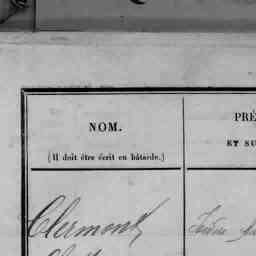 NOM.
(Il doit être écrit en bâtarde.)
PRÉ
ET SU
Clermont